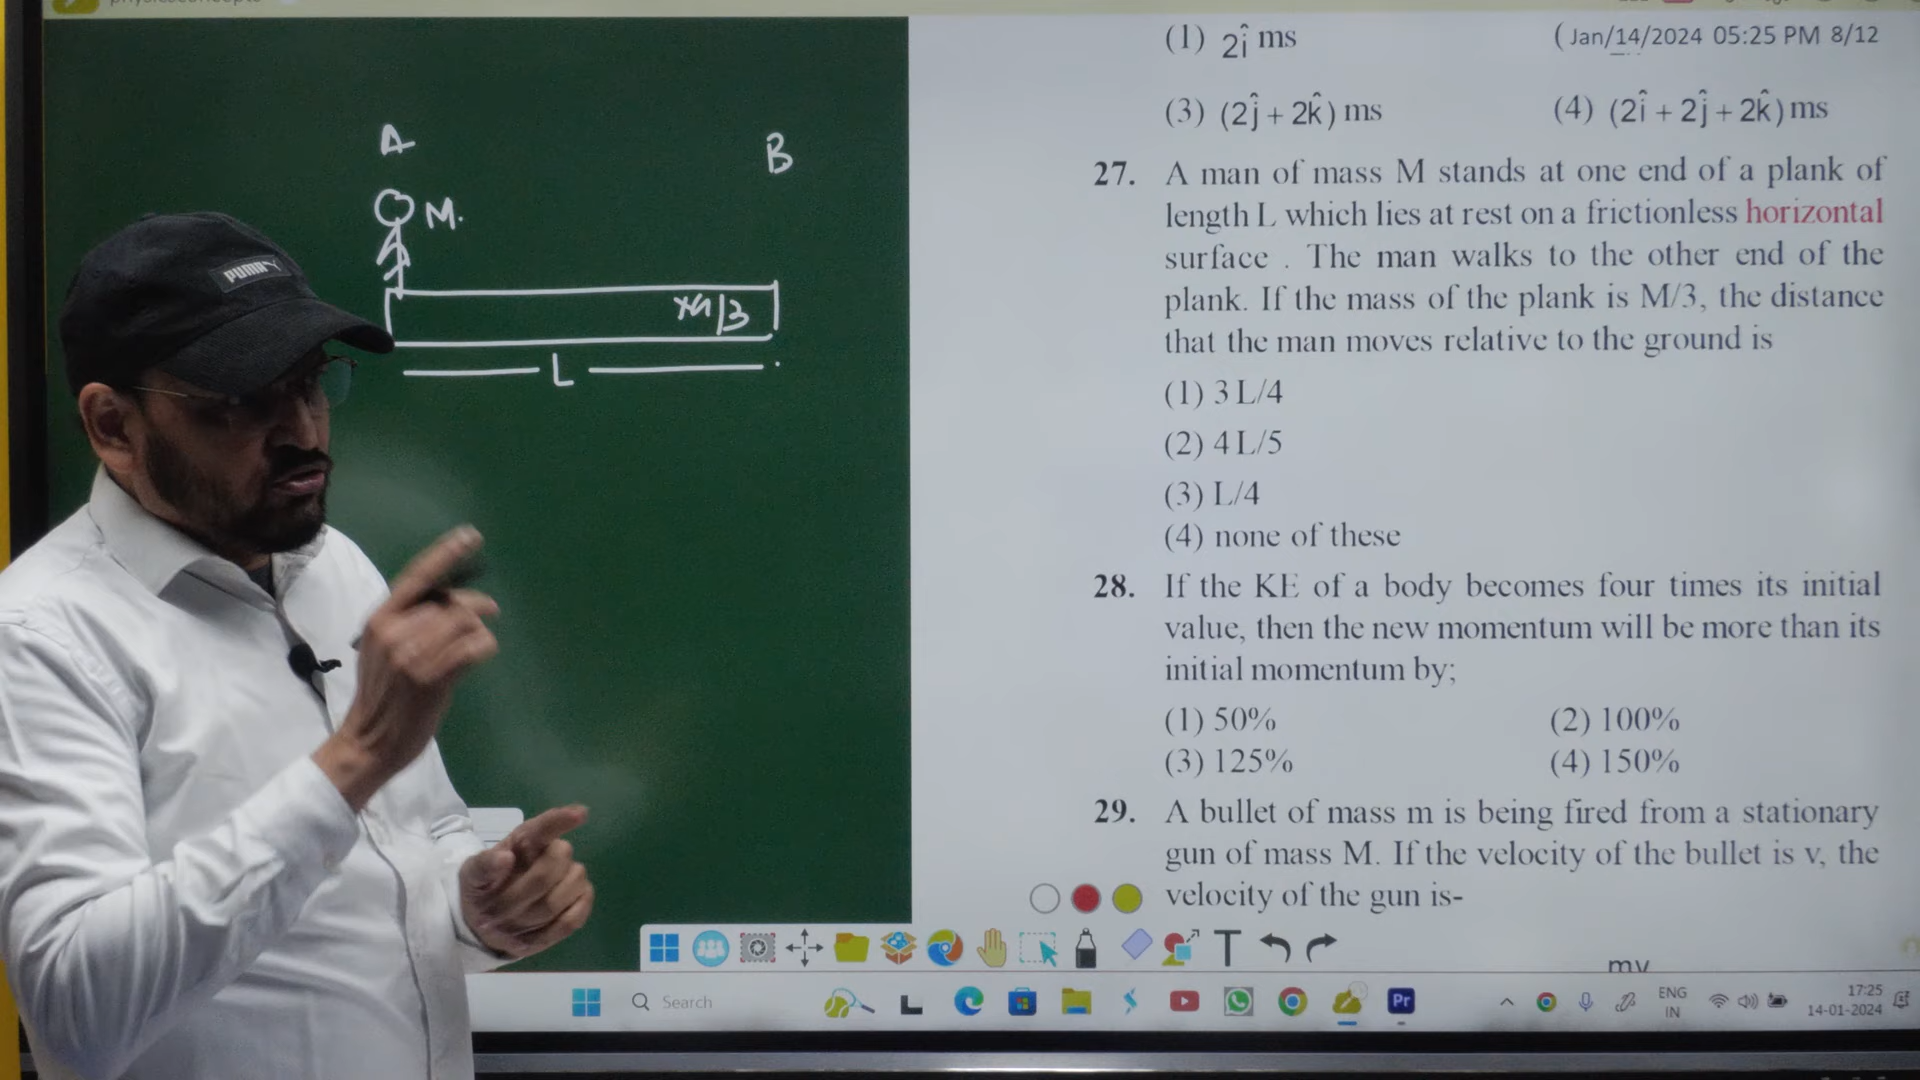 (1) 2î ms
(Jan/14/2024 05:25 PM 8/12
(3) (2ĵ + 2k̂) ms
(4) (2î + 2ĵ + 2k̂) ms
A
B
M.
M/3
L
PUMA
27. A man of mass M stands at one end of a plank of
length L which lies at rest on a frictionless horizontal
surface . The man walks to the other end of the
plank. If the mass of the plank is M/3, the distance
that the man moves relative to the ground is
(1) 3L/4
(2) 4L/5
(3) L/4
(4) none of these
28. If the KE of a body becomes four times its initial
value, then the new momentum will be more than its
initial momentum by;
(1) 50%
(2) 100%
(3) 125%
(4) 150%
29. A bullet of mass m is being fired from a stationary
gun of mass M. If the velocity of the bullet is v, the
velocity of the gun is-
mv
T
Search
Pr
ENG
IN
17:25
14-01-2024